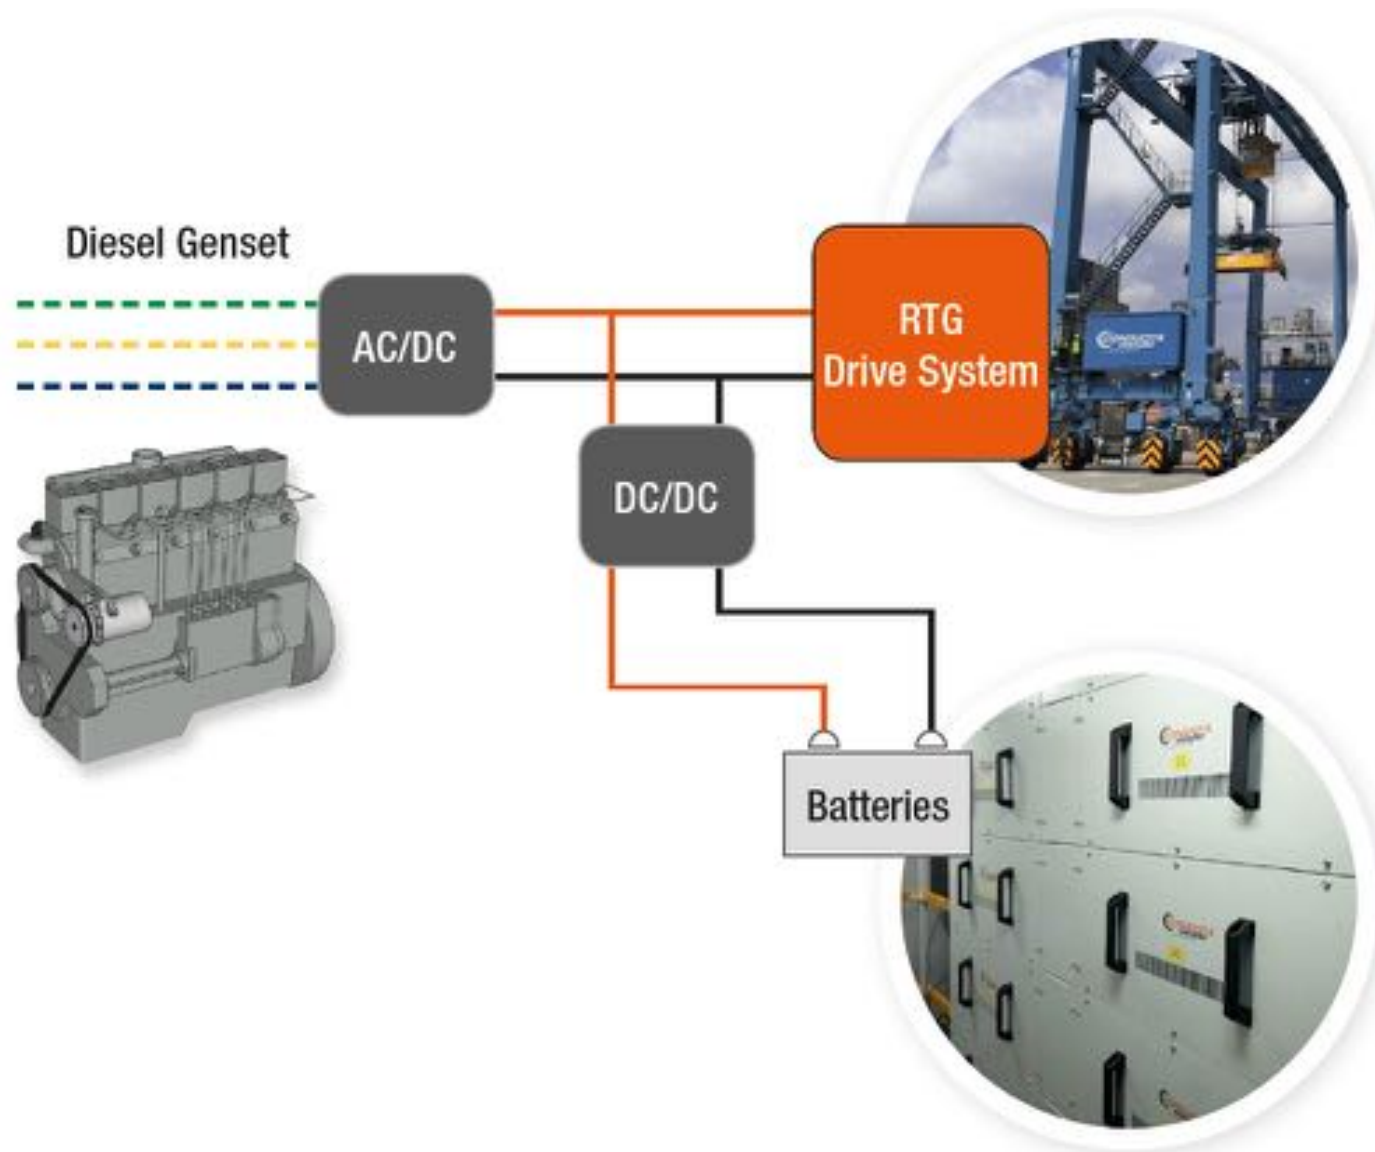 Diesel Genset
AC/DC
RTG
Drive System
DC/DC
Batteries